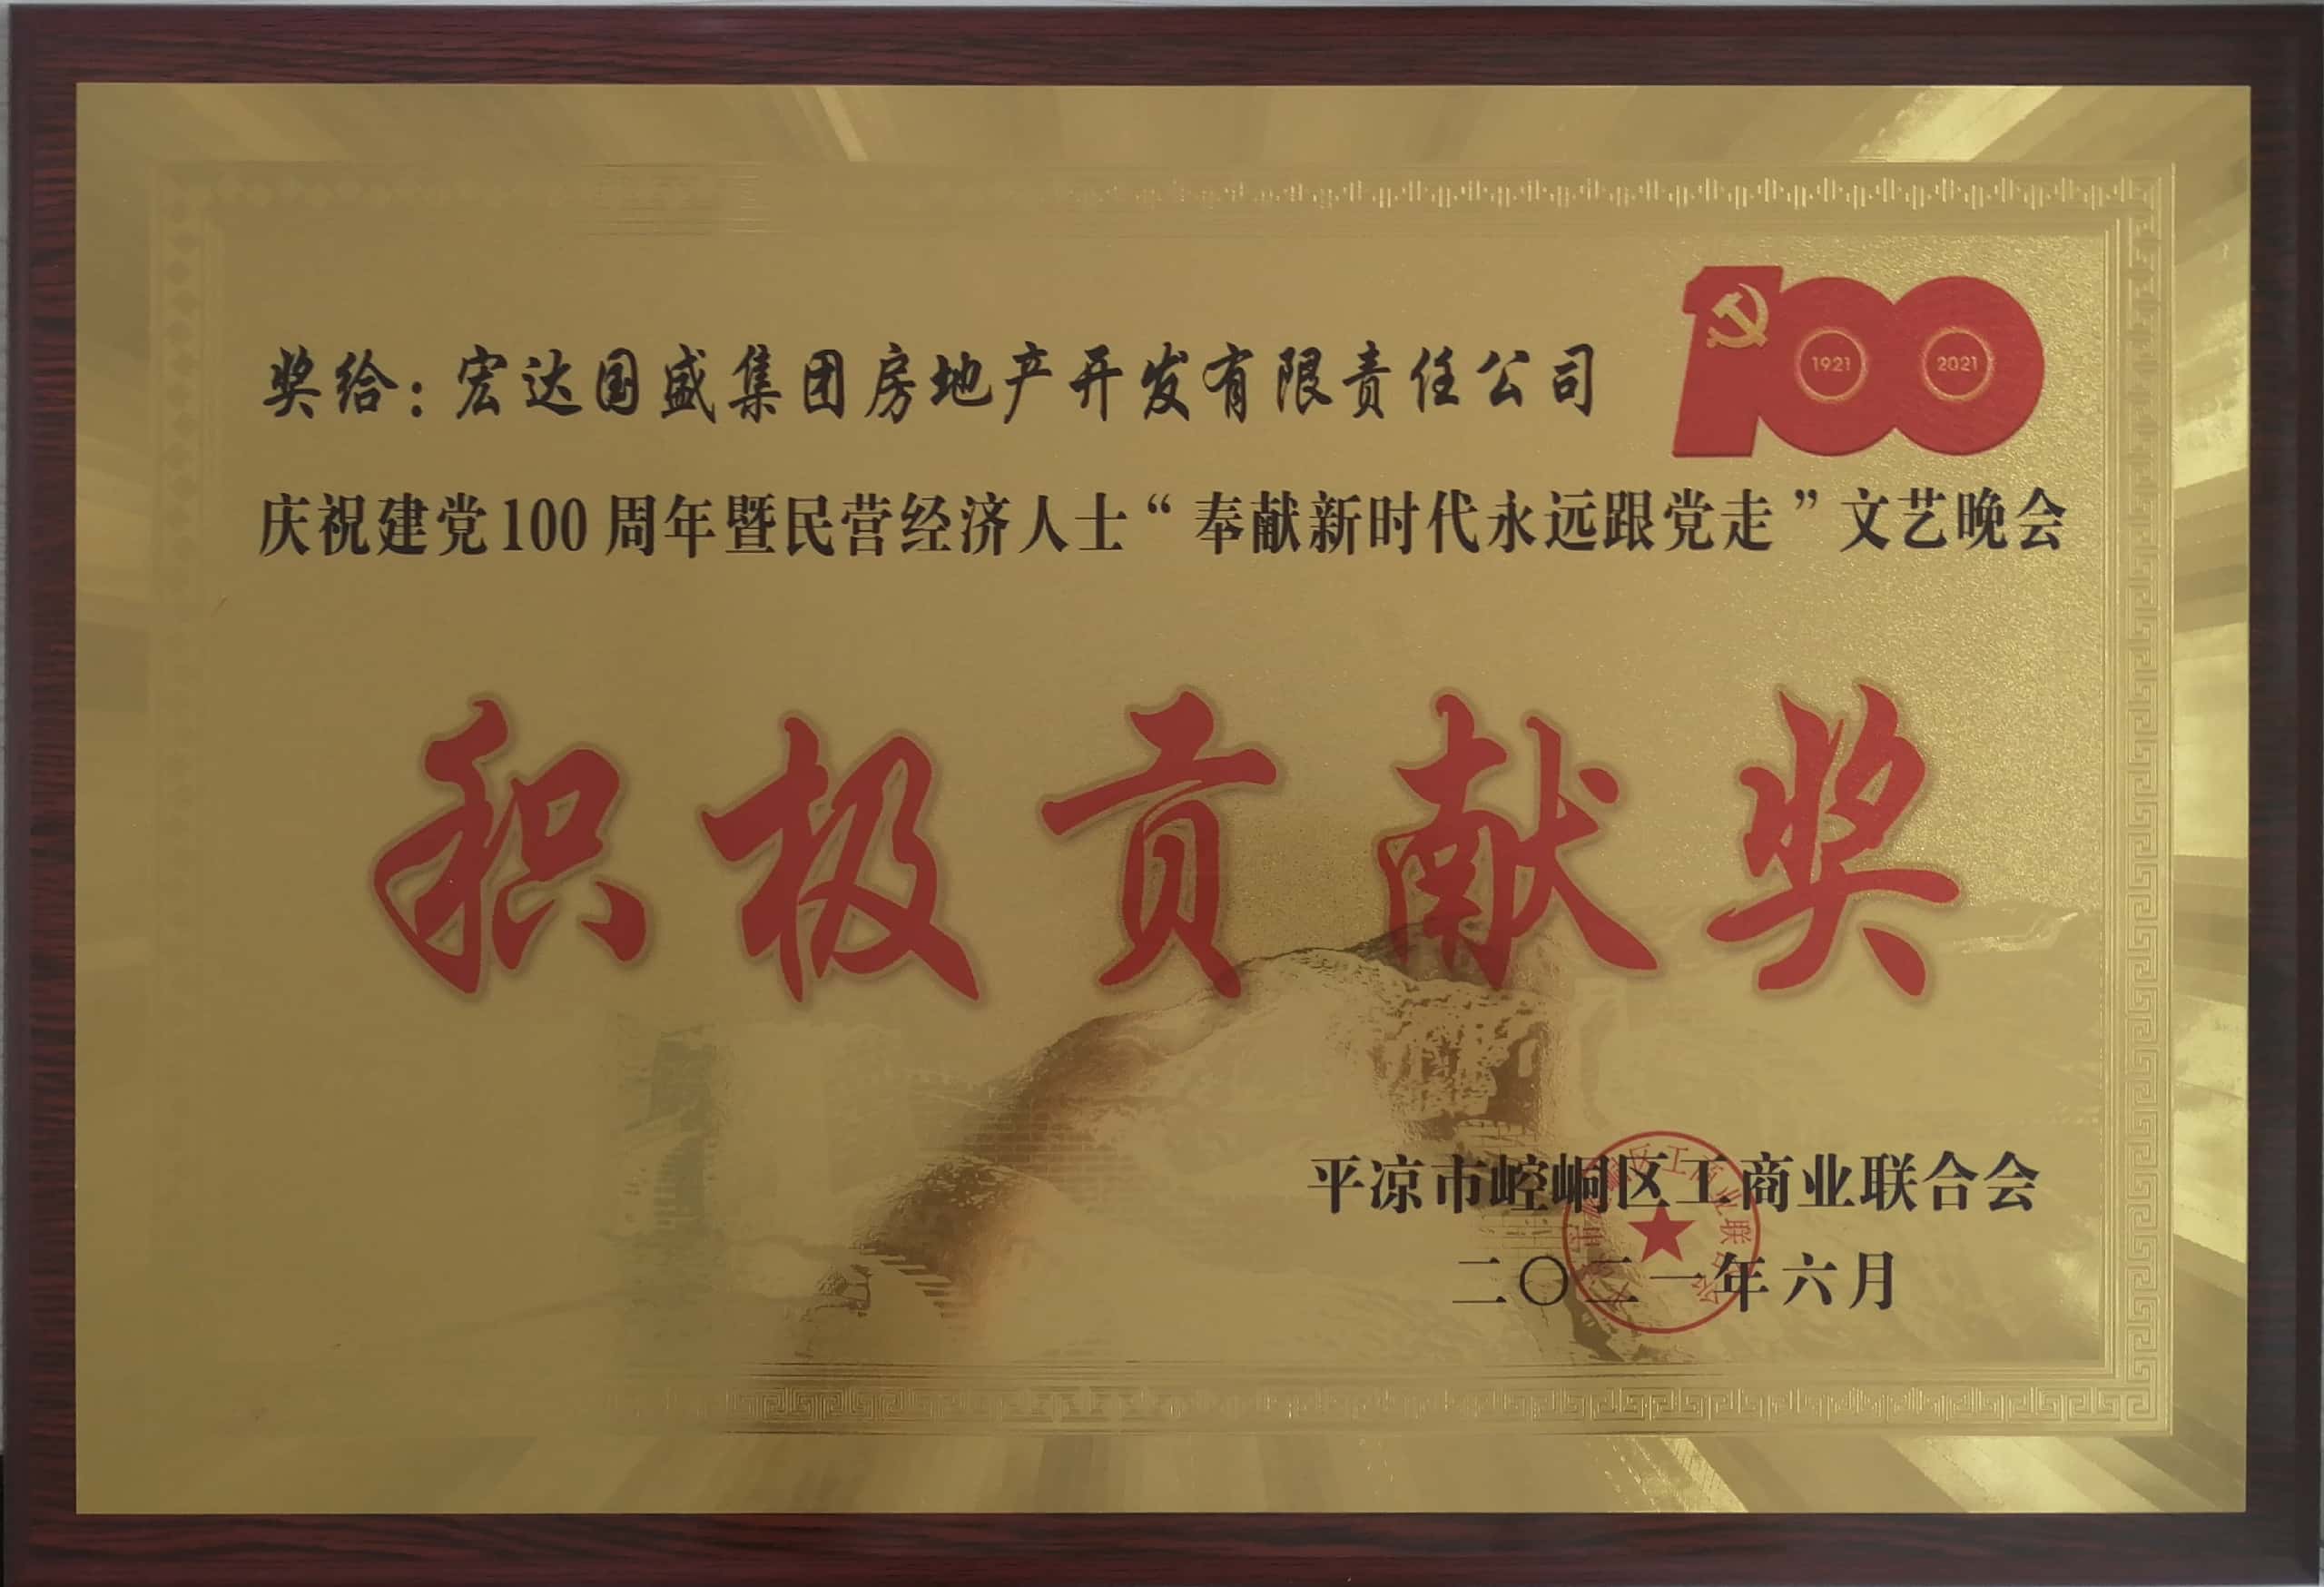 100
1921 2021
奖给：宏达国盛集团房地产开发有限责任公司
庆祝建党100周年暨民营经济人士“奉献新时代永远跟党走”文艺晚会
积极贡献奖
平凉市崆峒区工商业联合会
二〇二一年六月